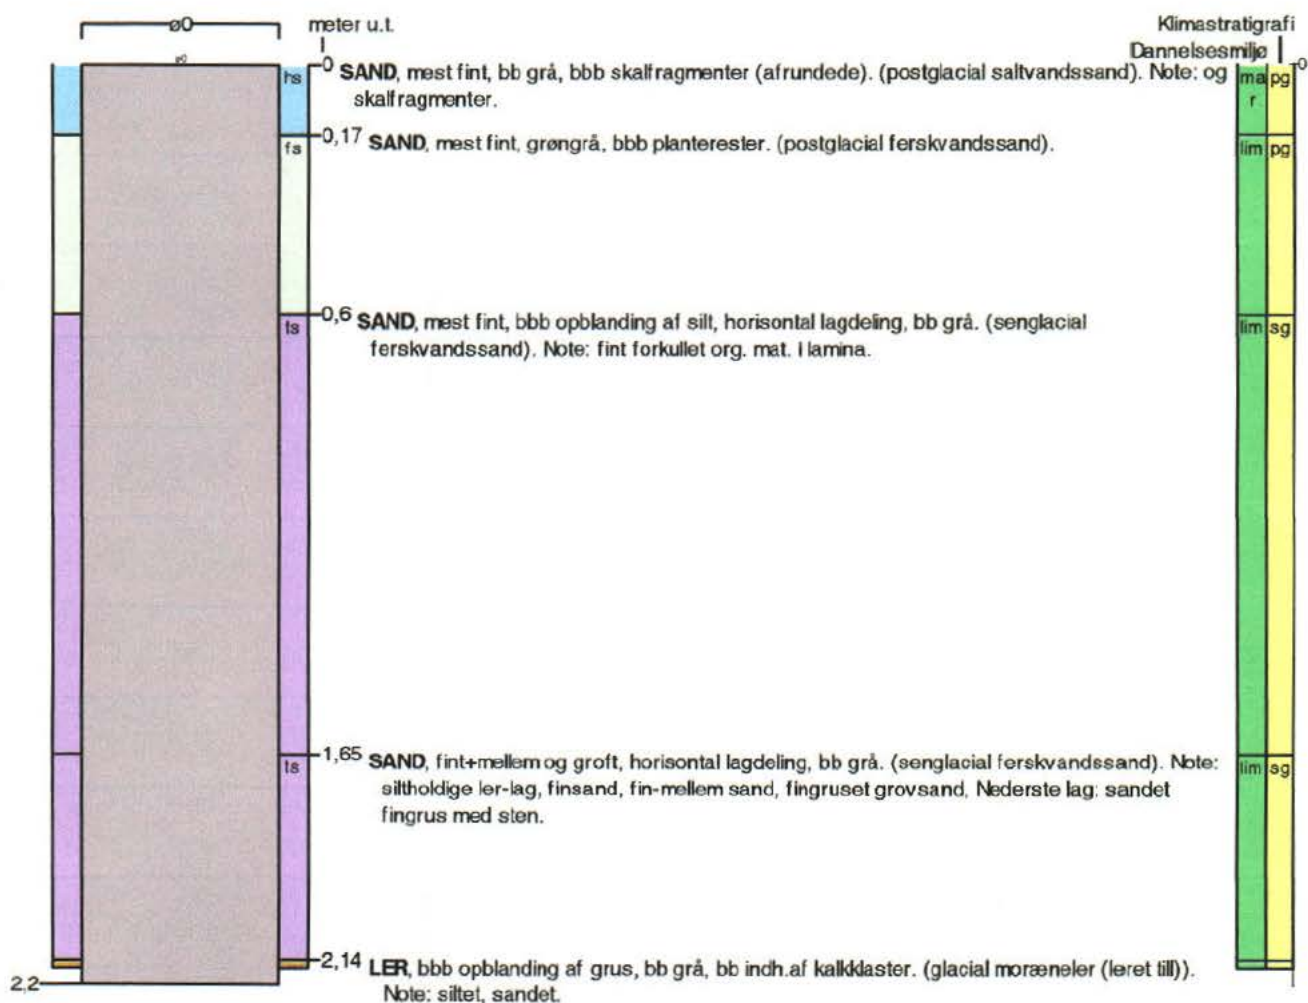 ø0
meter u.t.
Klimastratigrafi
Dannelsesmiljø
ø0
0
hs
0 SAND, mest fint, bb grå, bbb skalfragmenter (afrundede). (postglacial saltvandssand). Note: og
skalfragmenter.
mar pg
0,17 SAND, mest fint, grøngrå, bbb planterester. (postglacial ferskvandssand).
fs
lim pg
0,6 SAND, mest fint, bbb opblanding af silt, horisontal lagdeling, bb grå. (senglacial
ferskvandssand). Note: fint forkullet org. mat. i lamina.
ts
lim sg
1,65 SAND, fint+mellem og groft, horisontal lagdeling, bb grå. (senglacial ferskvandssand). Note:
siltholdige ler-lag, finsand, fin-mellem sand, fingruset grovsand, Nederste lag: sandet
fingrus med sten.
ts
lim sg
2,14 LER, bbb opblanding af grus, bb grå, bb indh.af kalkklaster. (glacial moræneler (leret till)).
Note: siltet, sandet.
2,2